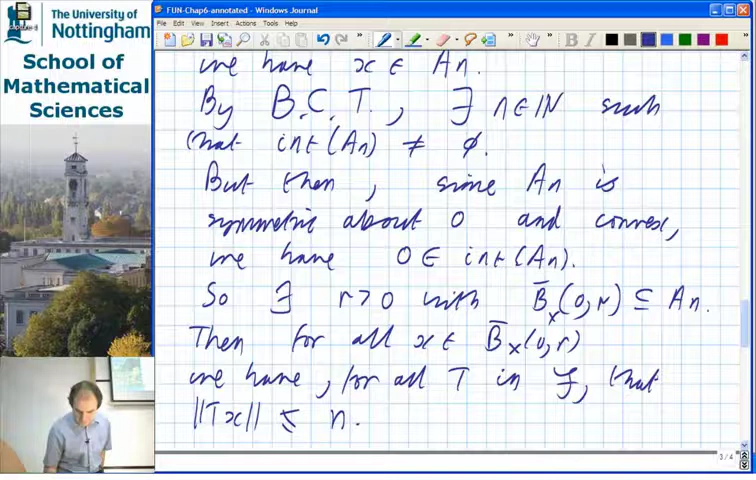 The University of
Nottingham
School of
Mathematical
Sciences
FUN-Chap6-annotated - Windows Journal
File Edit View Insert Actions Tools Help
B I
we have x ∈ An.
By B.C.T., ∃ n∈ℕ such
that int(An) ≠ ∅.
But then, since An is
symmetric about 0 and convex,
we have 0 ∈ int(An).
So ∃ r>0 with B̄_X(0,r) ⊆ An.
Then for all x ∈ B̄_X(0,r)
we have, for all T in ℱ, that
||Tx|| ≤ n.
3/4